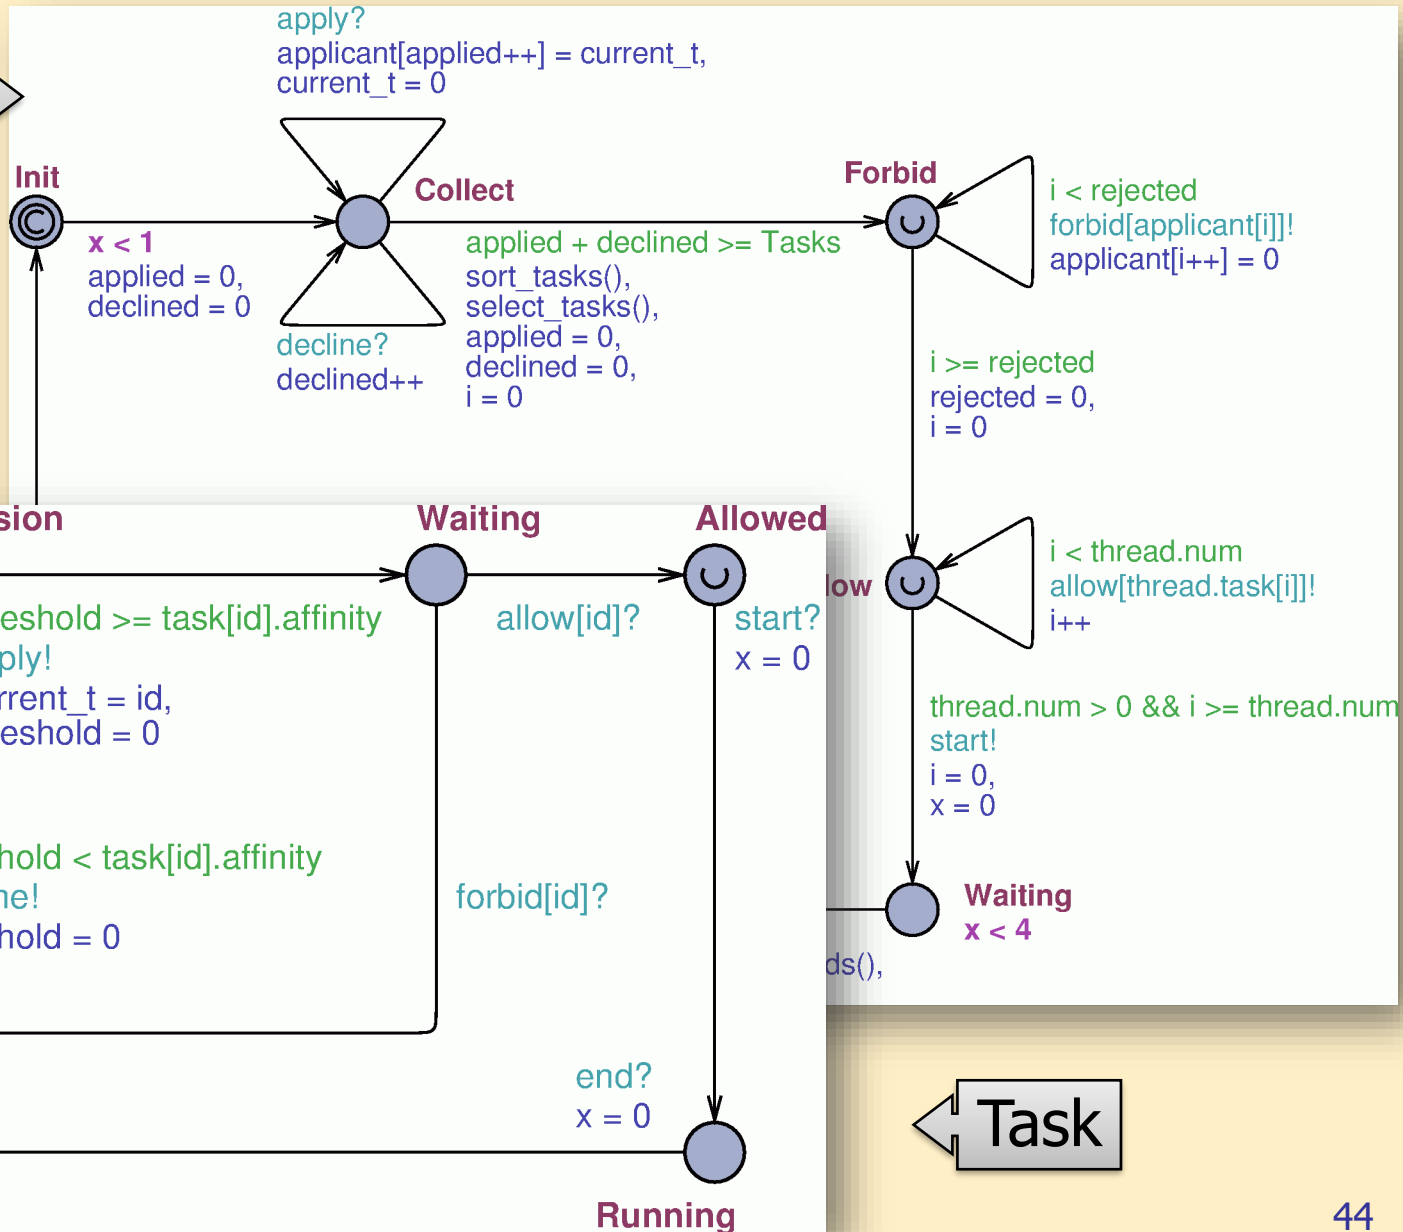 apply?
applicant[applied++] = current_t,
current_t = 0
Init
Collect
Forbid
x < 1
applied = 0,
declined = 0
applied + declined >= Tasks
sort_tasks(),
select_tasks(),
applied = 0,
declined = 0,
i = 0
decline?
declined++
i < rejected
forbid[applicant[i]]!
applicant[i++] = 0
i >= rejected
rejected = 0,
i = 0
i < thread.num
allow[thread.task[i]]!
i++
low
thread.num > 0 && i >= thread.num
start!
i = 0,
x = 0
Waiting
x < 4
ds(),
sion
Waiting
Allowed
eshold >= task[id].affinity
ply!
rrent_t = id,
eshold = 0
allow[id]?
start?
x = 0
hold < task[id].affinity
ne!
hold = 0
forbid[id]?
end?
x = 0
Running
Task
44